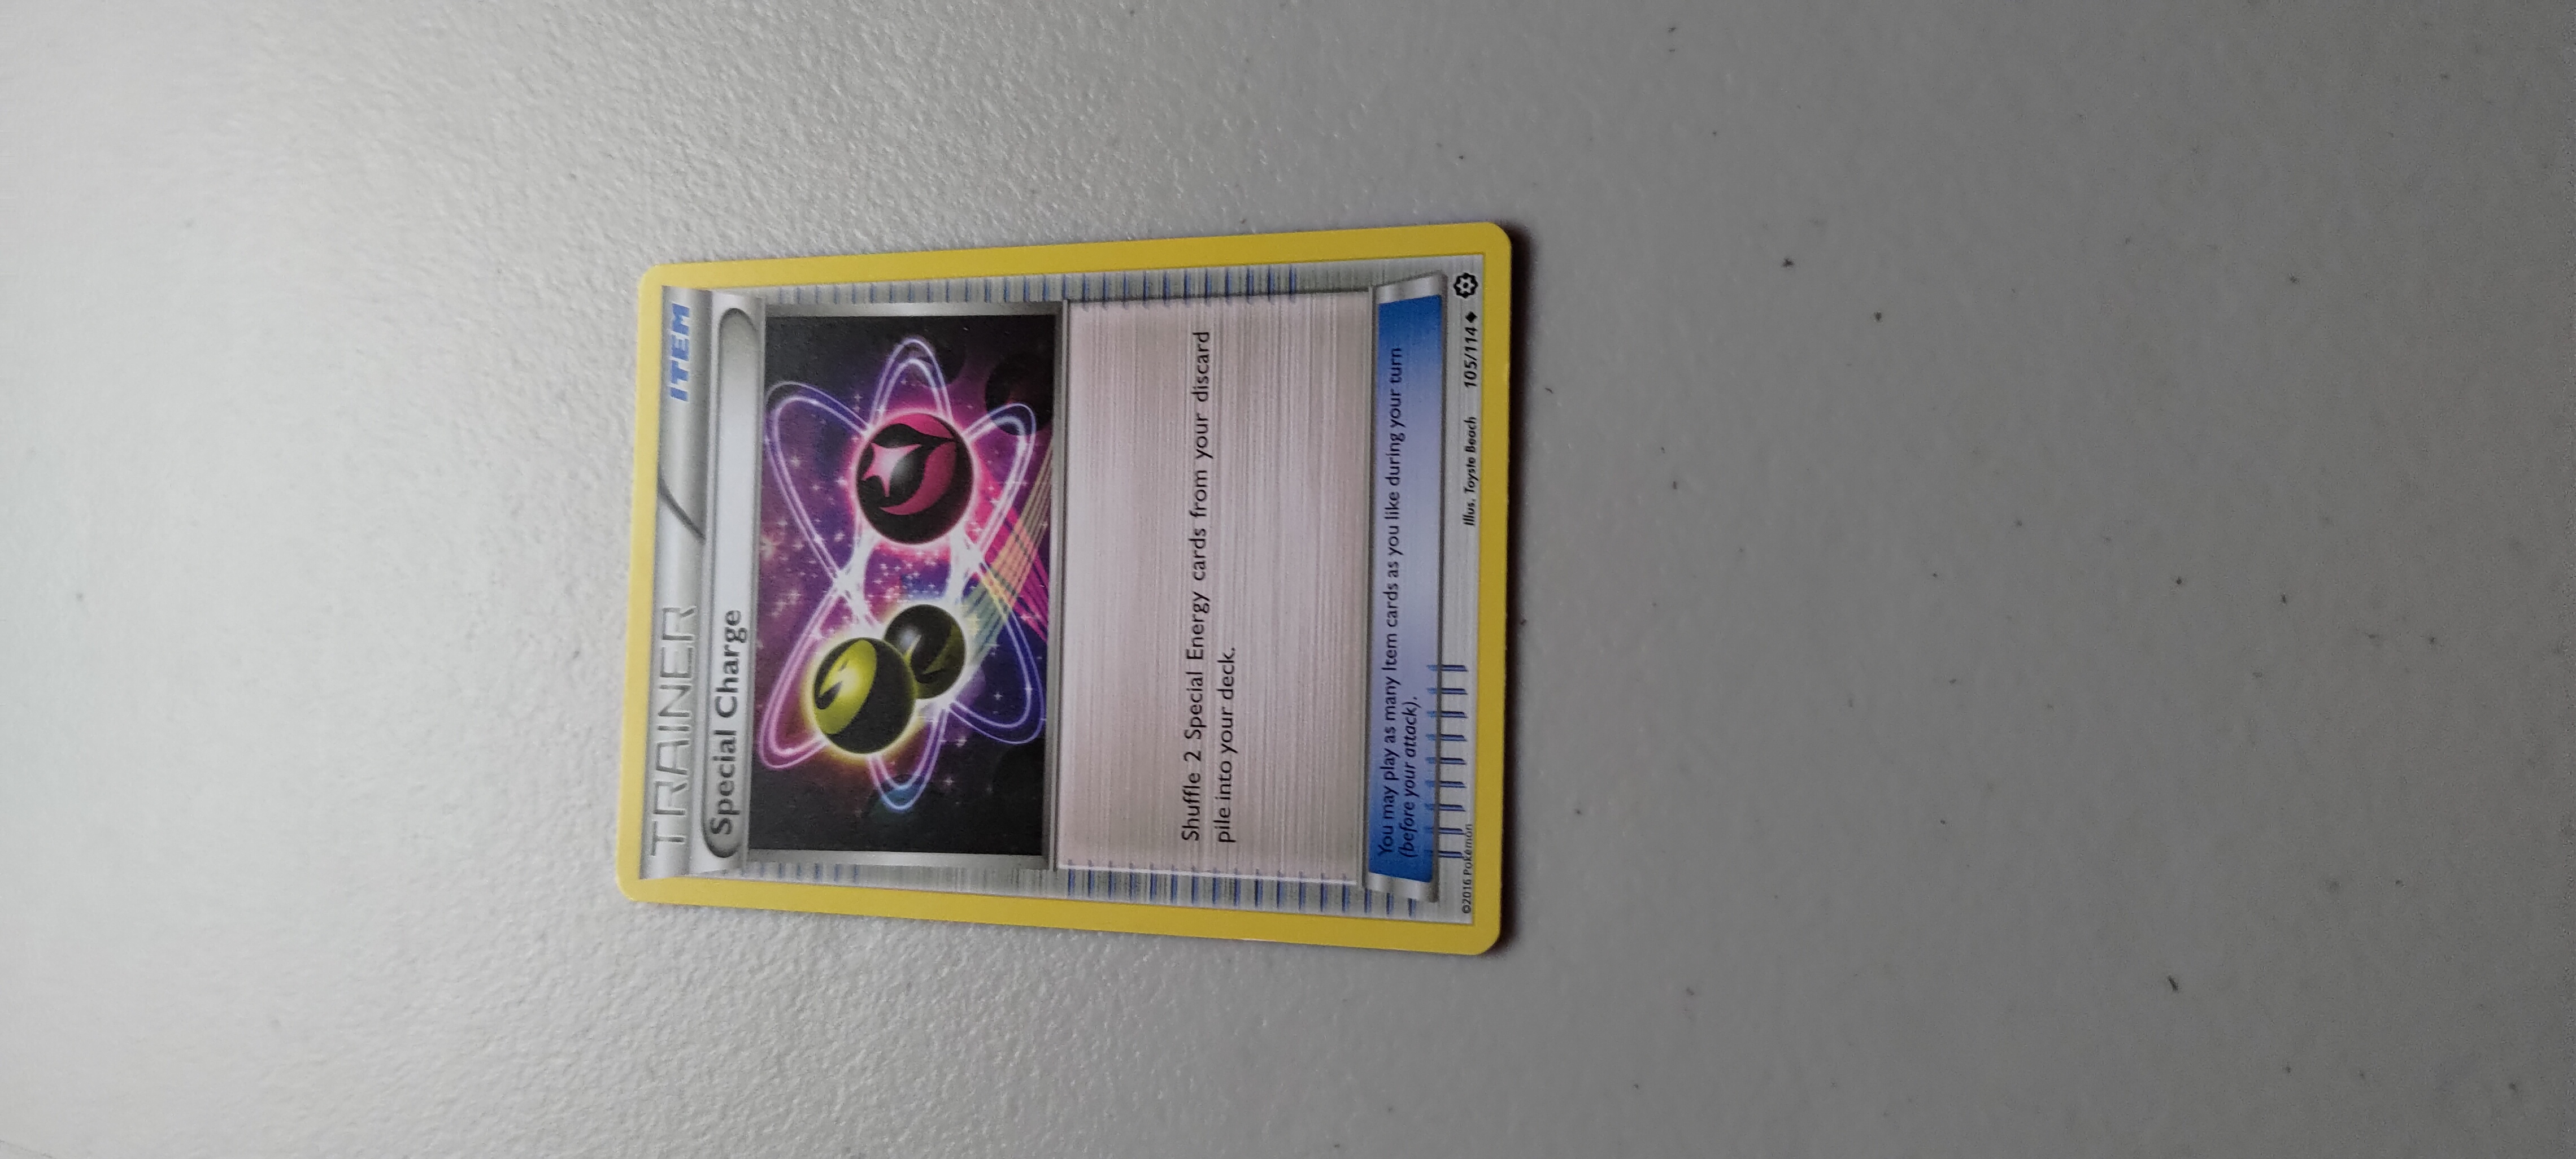 TRAINER ITEM
Special Charge
Shuffle 2 Special Energy cards from your discard
pile into your deck.
You may play as many Item cards as you like during your turn
(before your attack).
©2016 Pokémon Illus. Toyste Beach 105/114